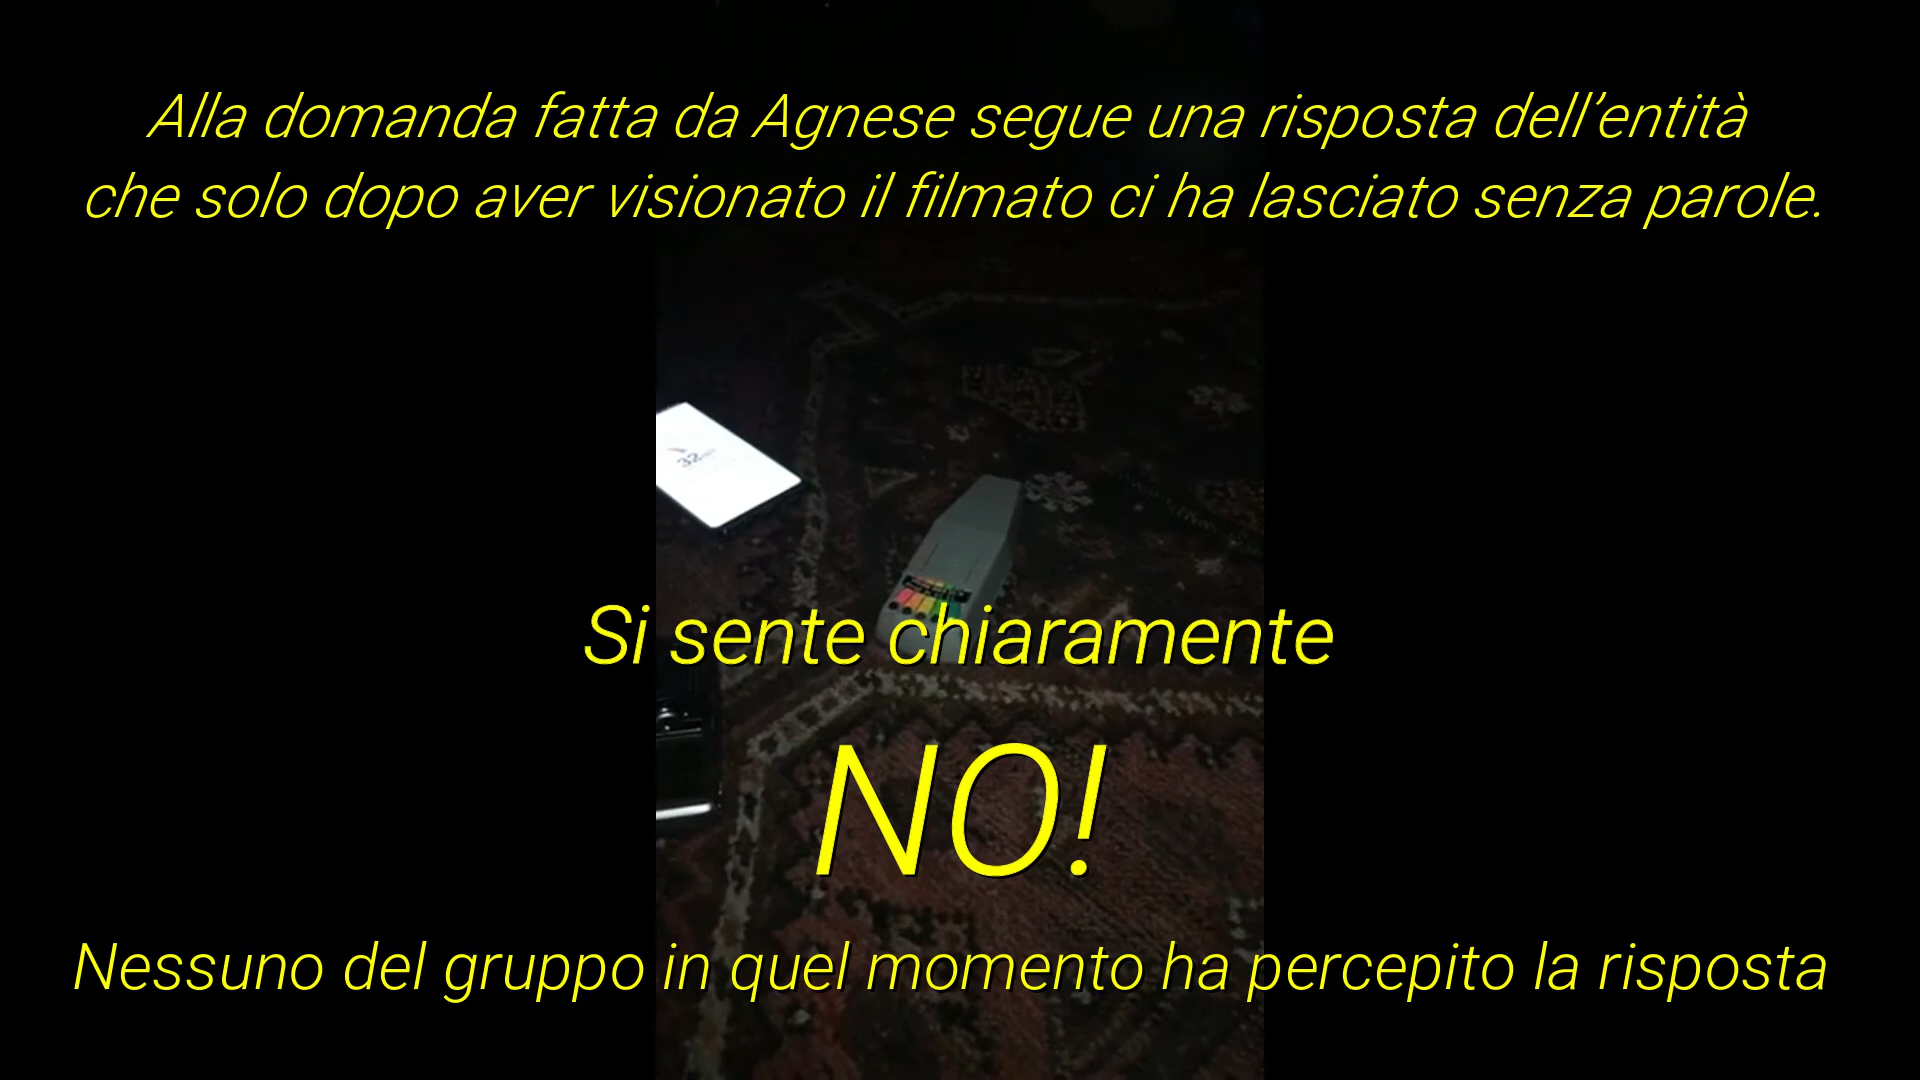 Alla domanda fatta da Agnese segue una risposta dell’entità
che solo dopo aver visionato il filmato ci ha lasciato senza parole.
32
Si sente chiaramente
NO!
Nessuno del gruppo in quel momento ha percepito la risposta